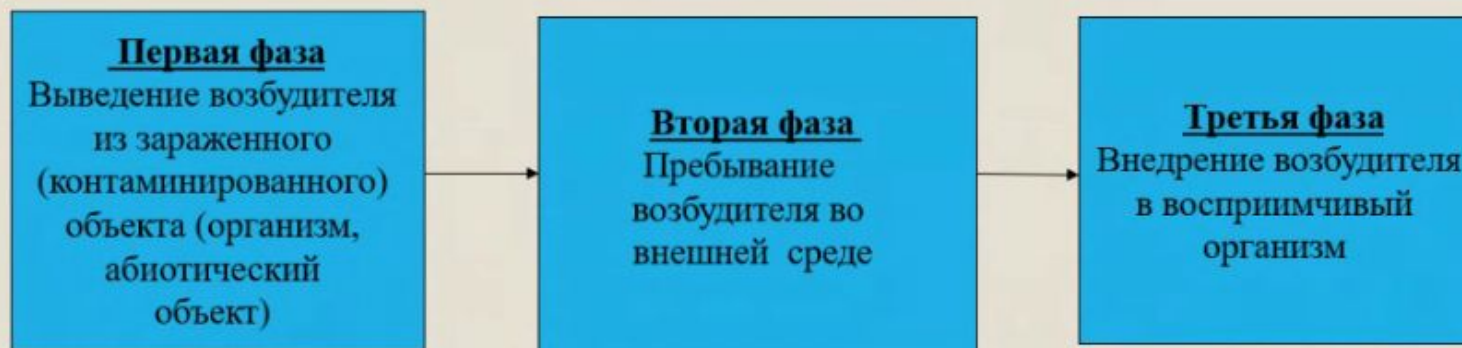 Первая фаза
Выведение возбудителя
из зараженного
(контаминированного)
объекта (организм,
абиотический
объект)
Вторая фаза
Пребывание
возбудителя во
внешней среде
Третья фаза
Внедрение возбудителя
в восприимчивый
организм